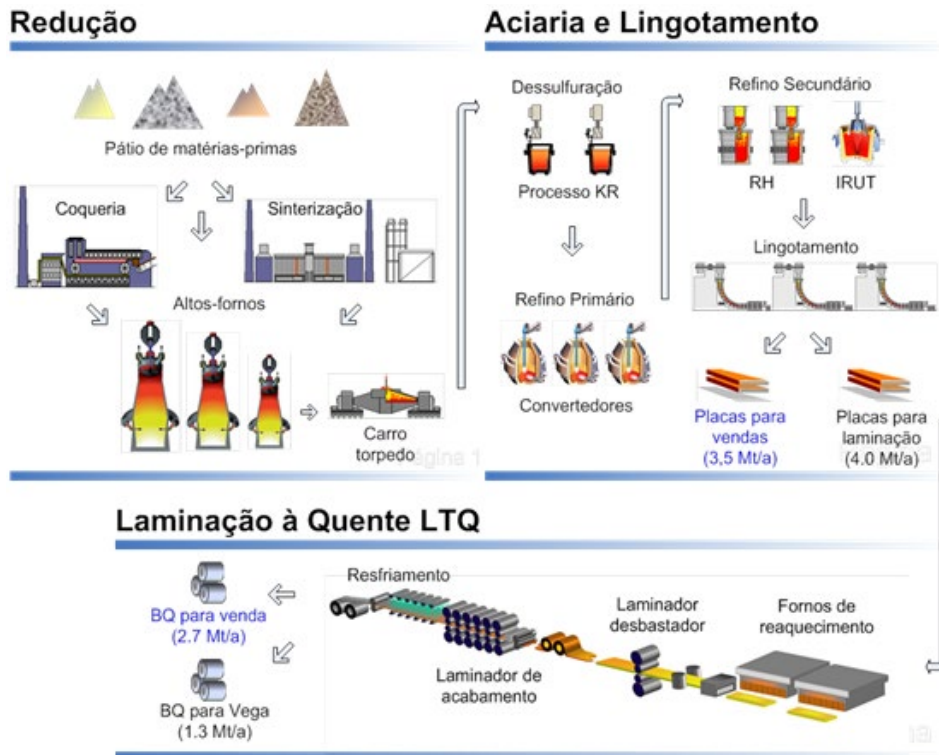 Redução
Pátio de matérias-primas
Coqueria
Sinterização
Altos-fornos
Carro
torpedo
Página 1
Aciaria e Lingotamento
Dessulfuração
Processo KR
Refino Primário
Convertedores
Refino Secundário
RH
IRUT
Lingotamento
Placas para
vendas
(3,5 Mt/a)
Placas para
laminação
(4.0 Mt/a)
Laminação à Quente LTQ
Resfriamento
BQ para venda
(2.7 Mt/a)
BQ para Vega
(1.3 Mt/a)
Laminador de
acabamento
Laminador
desbastador
Fornos de
reaquecimento